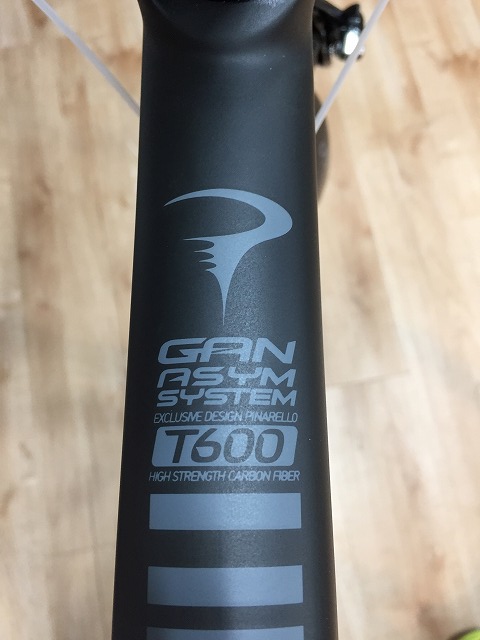 GAN
ASYM
SYSTEM
EXCLUSIVE DESIGN PINARELLO
T600
HIGH STRENGTH CARBON FIBER